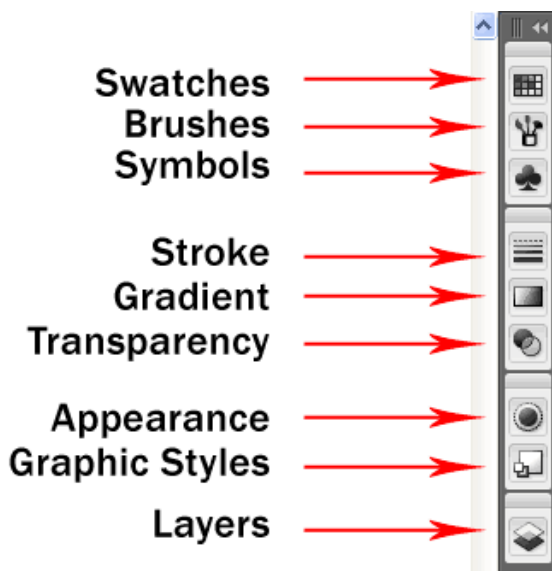 Swatches
Brushes
Symbols
Stroke
Gradient
Transparency
Appearance
Graphic Styles
Layers